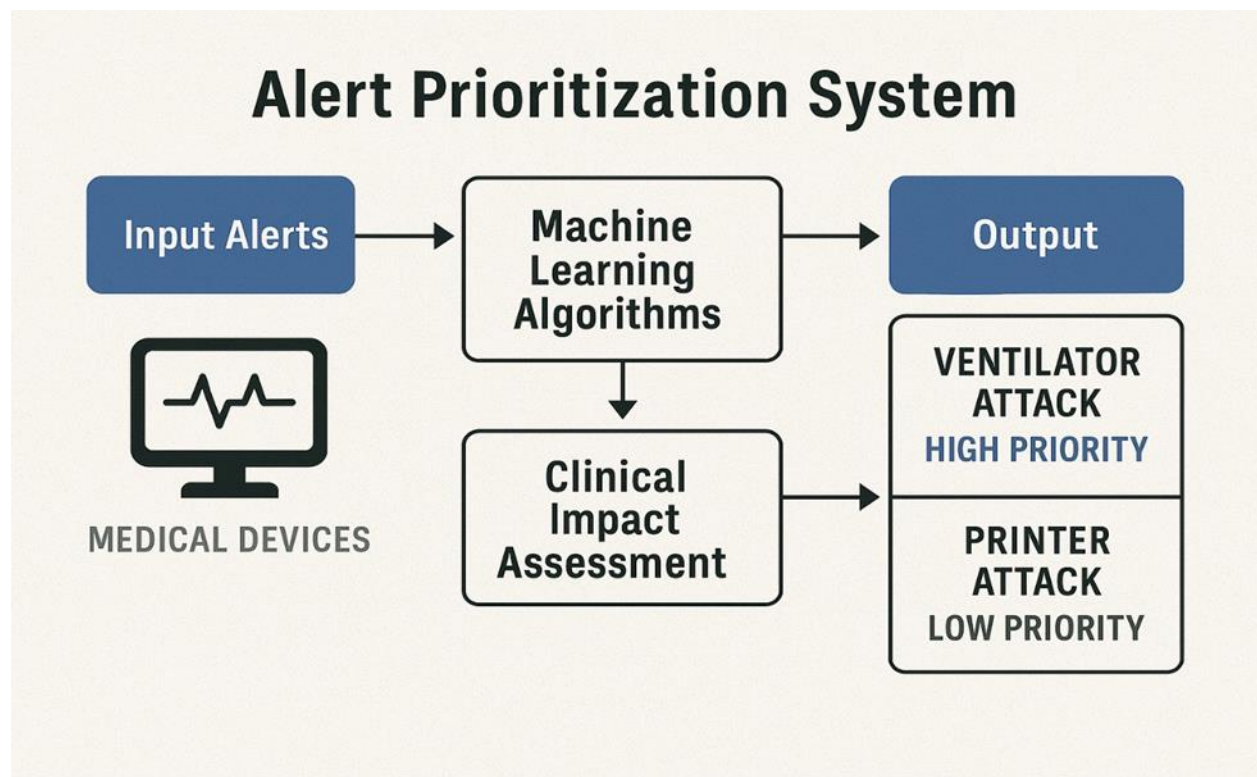 Alert Prioritization System
Input Alerts
Machine
Learning
Algorithms
Output
MEDICAL DEVICES
Clinical
Impact
Assessment
VENTILATOR
ATTACK
HIGH PRIORITY
PRINTER
ATTACK
LOW PRIORITY